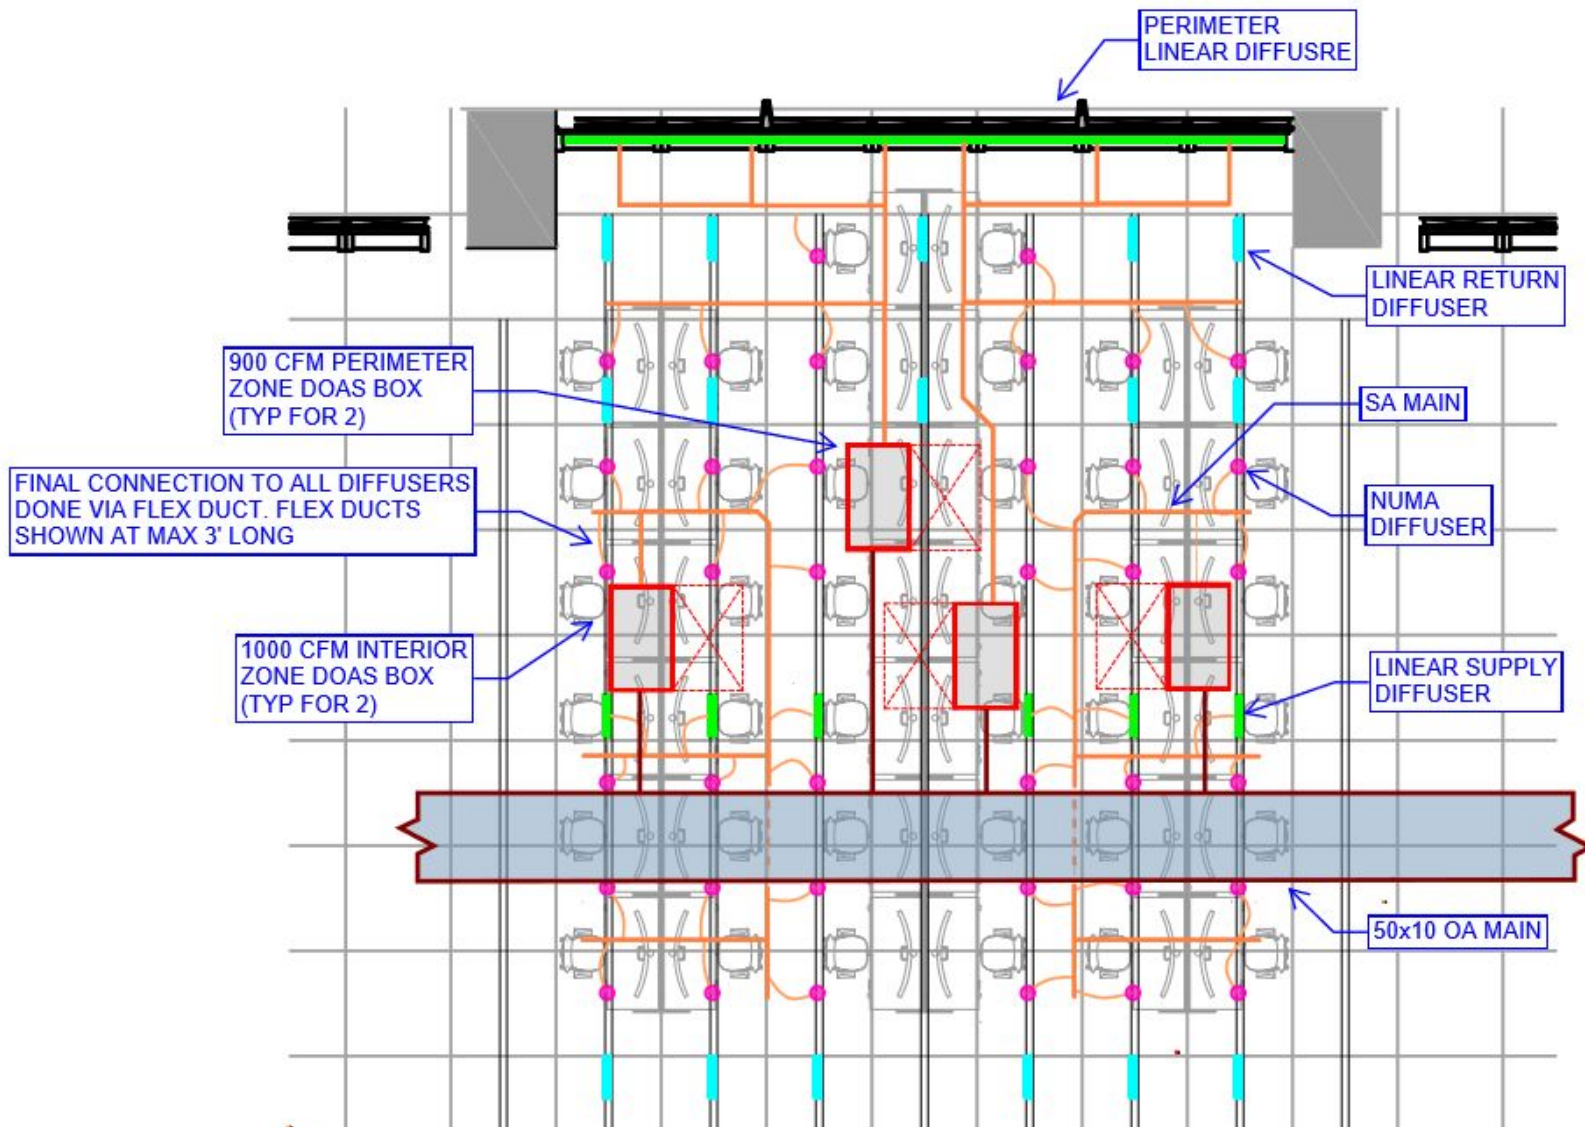 PERIMETER
LINEAR DIFFUSRE
LINEAR RETURN
DIFFUSER
900 CFM PERIMETER
ZONE DOAS BOX
(TYP FOR 2)
SA MAIN
FINAL CONNECTION TO ALL DIFFUSERS
DONE VIA FLEX DUCT. FLEX DUCTS
SHOWN AT MAX 3' LONG
NUMA
DIFFUSER
1000 CFM INTERIOR
ZONE DOAS BOX
(TYP FOR 2)
LINEAR SUPPLY
DIFFUSER
50x10 OA MAIN